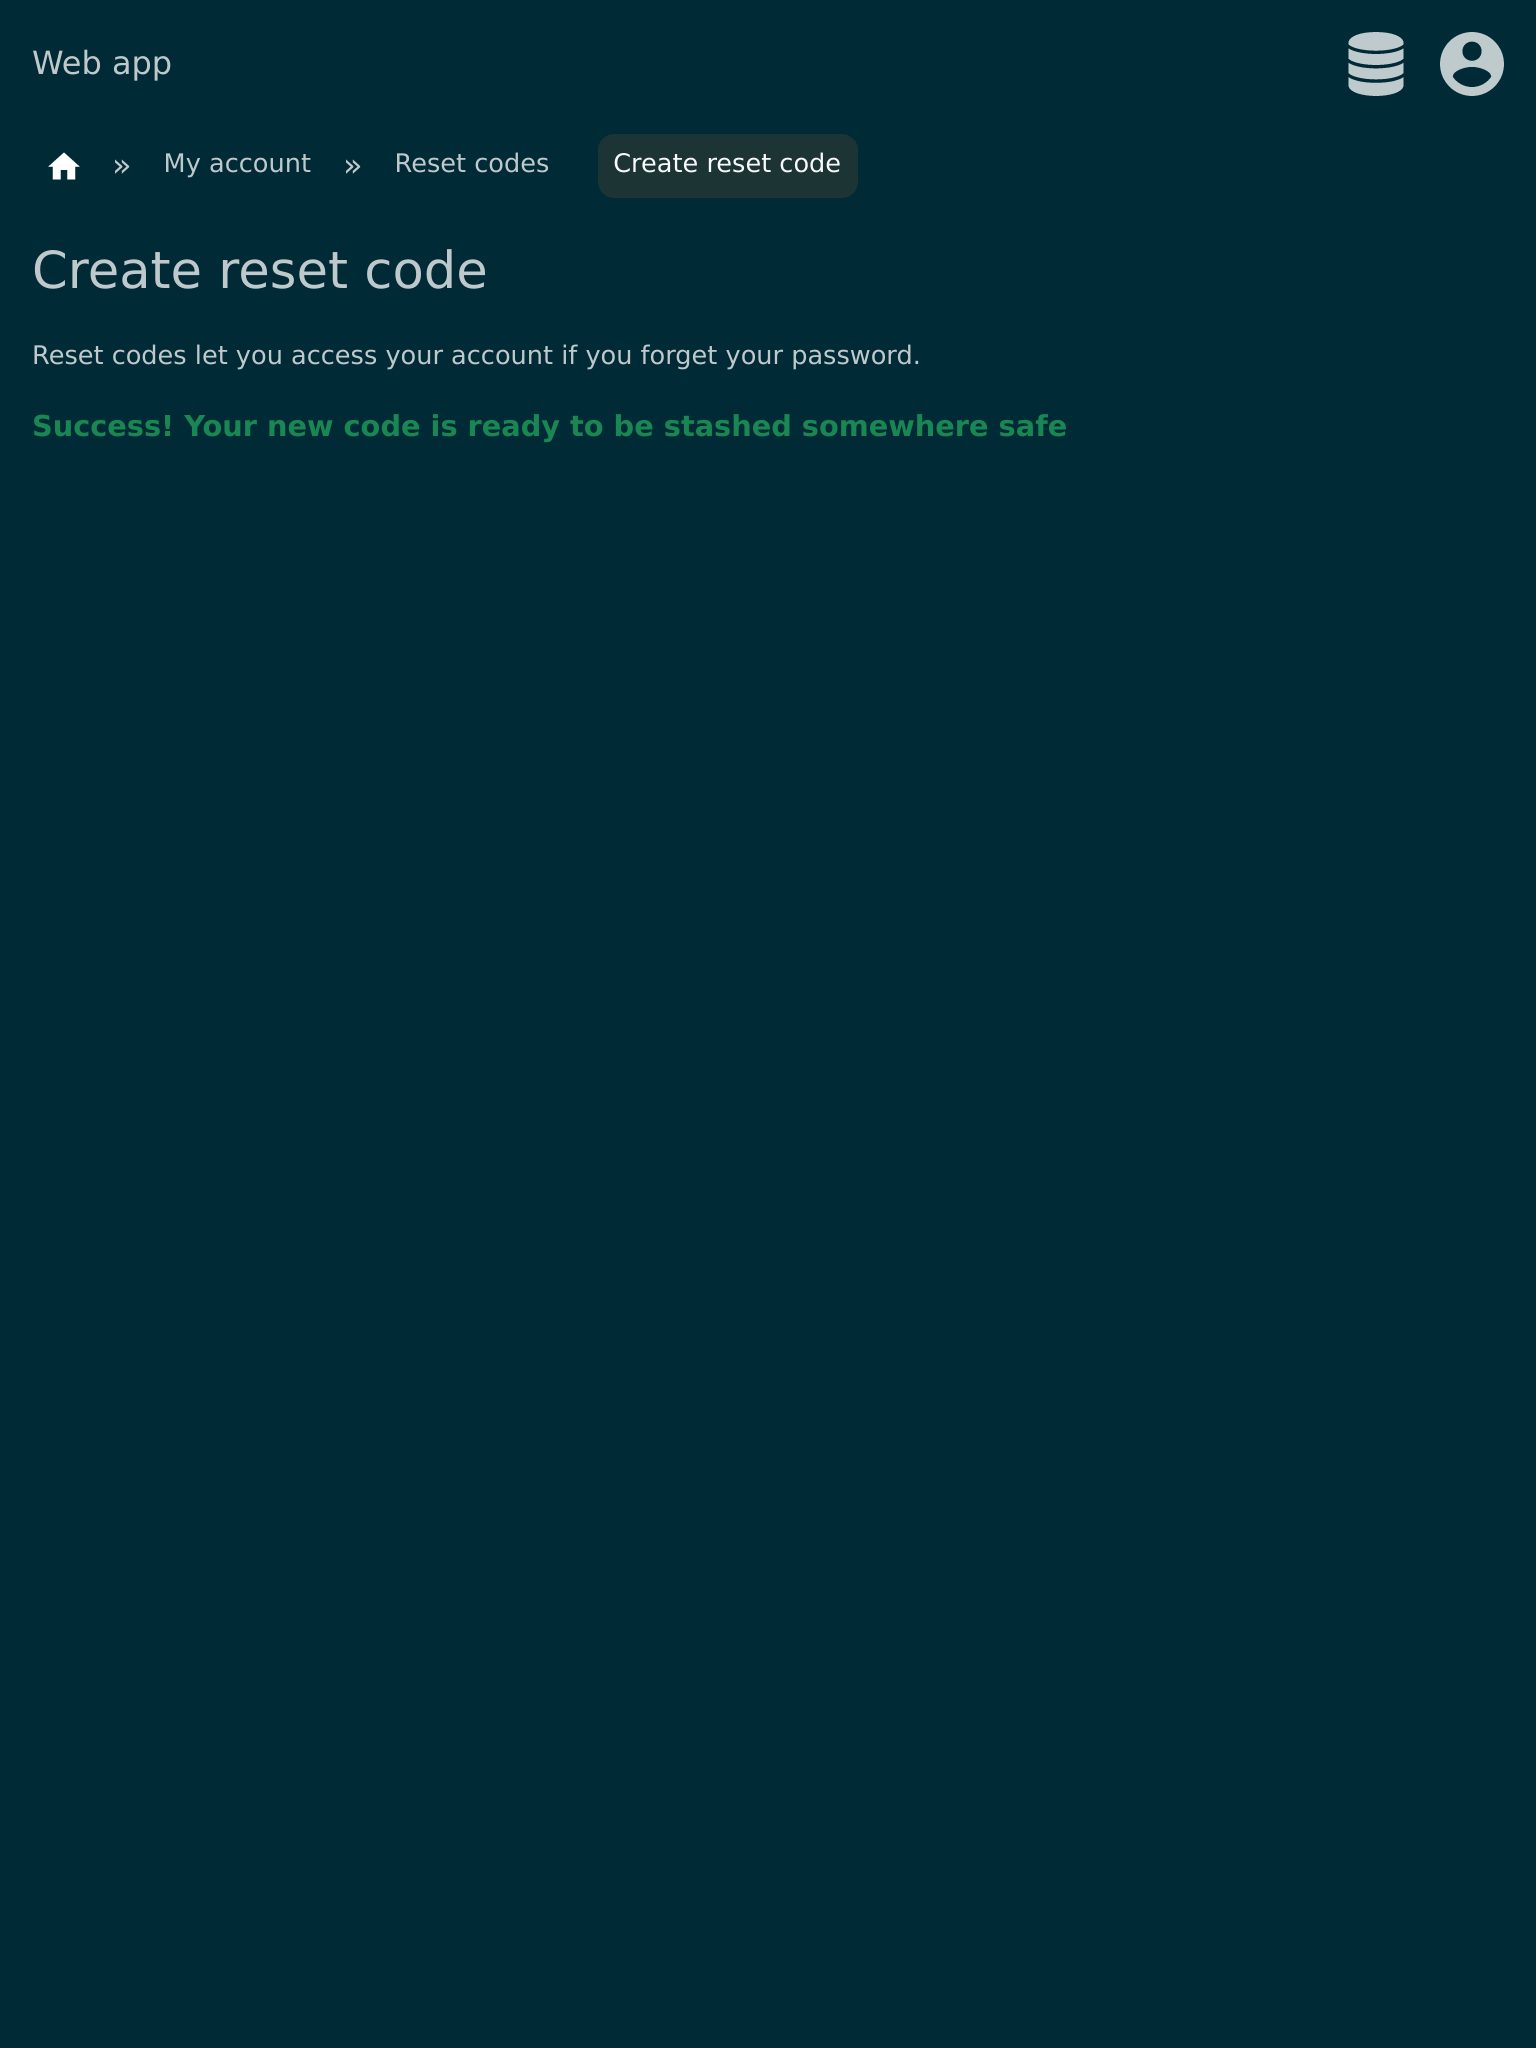 Web app
» My account » Reset codes Create reset code
Create reset code
Reset codes let you access your account if you forget your password.
Success! Your new code is ready to be stashed somewhere safe